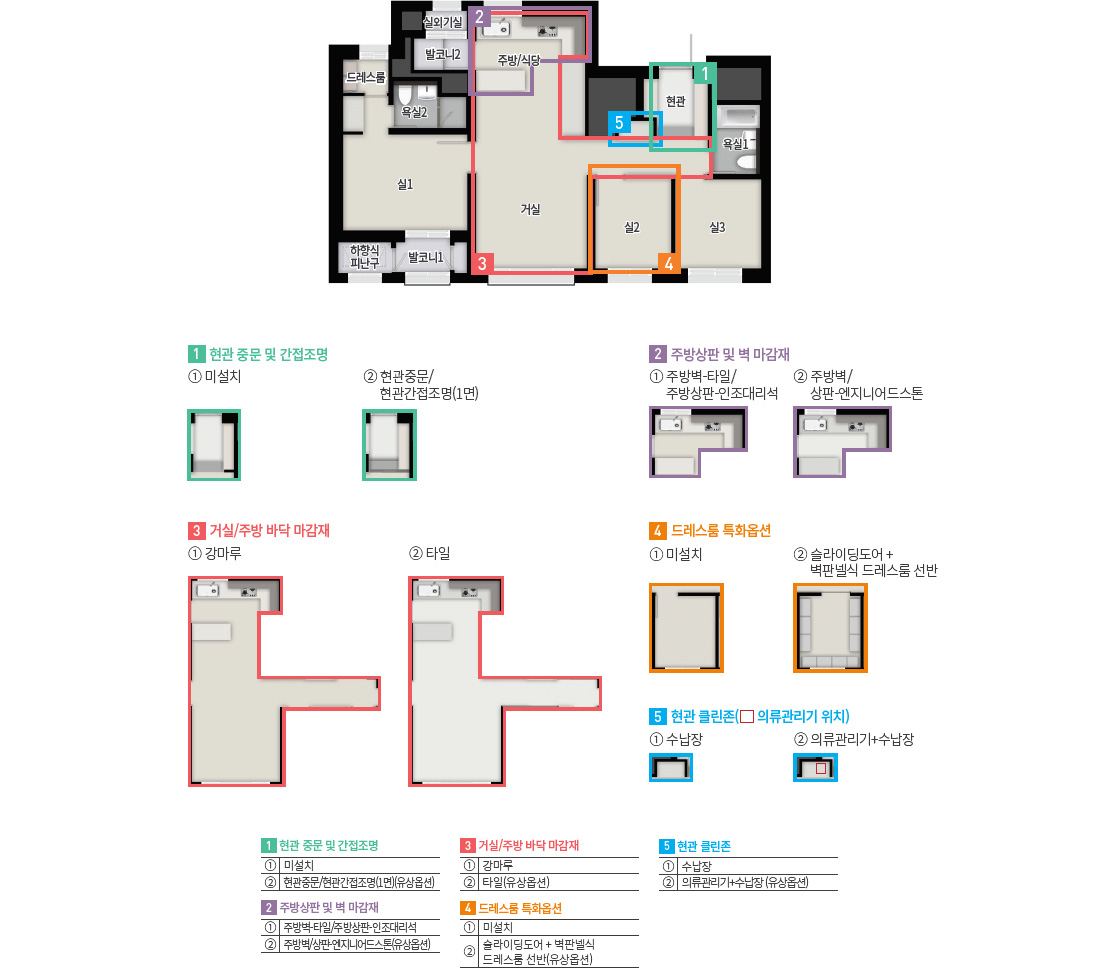 2
실외기실
발코니2
주방/식당
드레스룸
욕실2
1
현관
5
욕실1
실1
거실
실2
실3
하향식
피난구
발코니1
3
4
1 현관 중문 및 간접조명
① 미설치
② 현관중문/
현관간접조명(1면)
2 주방상판 및 벽 마감재
① 주방벽-타일/
주방상판-인조대리석
② 주방벽/
상판-엔지니어드스톤
3 거실/주방 바닥 마감재
① 강마루
② 타일
4 드레스룸 특화옵션
① 미설치
② 슬라이딩도어 +
벽판넬식 드레스룸 선반
5 현관 클린존(□ 의류관리기 위치)
① 수납장
② 의류관리기+수납장
1 현관 중문 및 간접조명
① 미설치
② 현관중문/현관간접조명(1면)(유상옵션)
2 주방상판 및 벽 마감재
① 주방벽-타일/주방상판-인조대리석
② 주방벽/상판-엔지니어드스톤(유상옵션)
3 거실/주방 바닥 마감재
① 강마루
② 타일(유상옵션)
4 드레스룸 특화옵션
① 미설치
② 슬라이딩도어 + 벽판넬식
드레스룸 선반(유상옵션)
5 현관 클린존
① 수납장
② 의류관리기+수납장 (유상옵션)